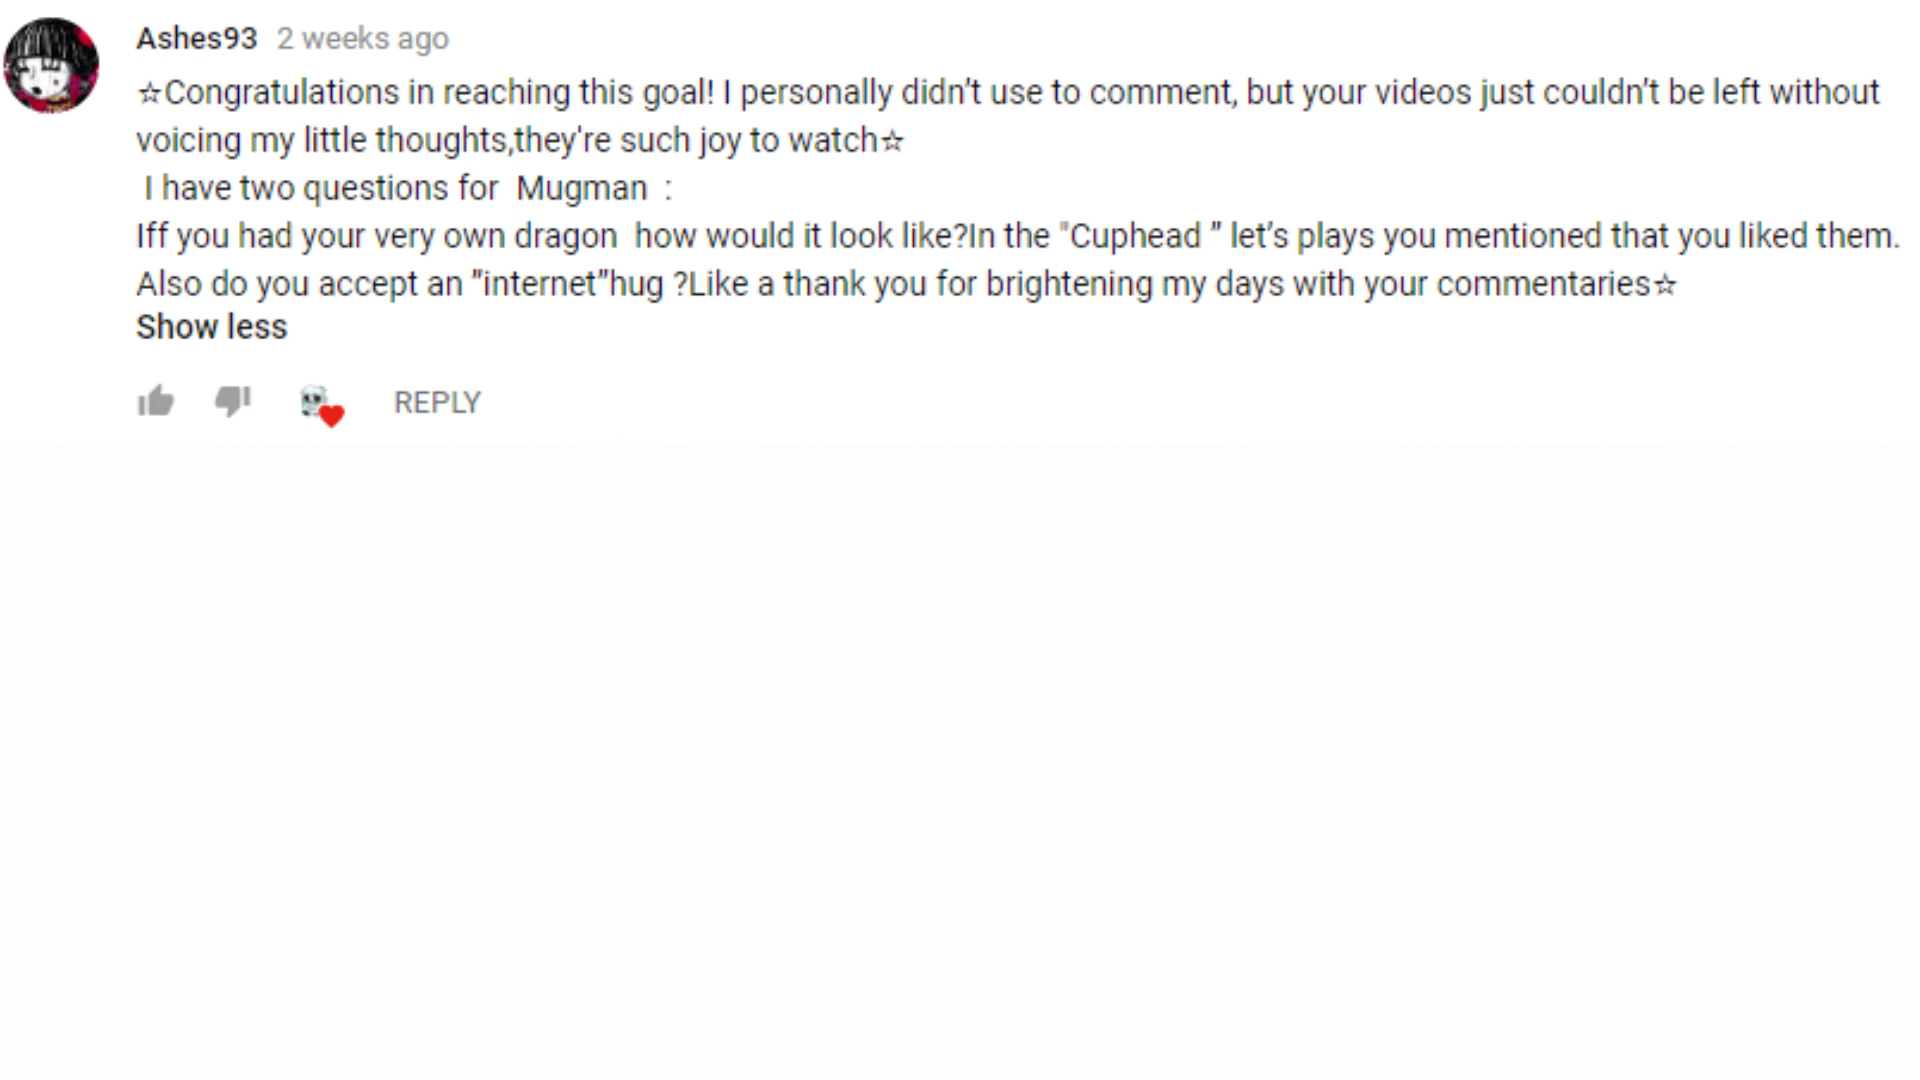 Ashes93 2 weeks ago
☆Congratulations in reaching this goal! I personally didn't use to comment, but your videos just couldn't be left without
voicing my little thoughts,they're such joy to watch☆
I have two questions for  Mugman  :
Iff you had your very own dragon  how would it look like?In the "Cuphead " let's plays you mentioned that you liked them.
Also do you accept an "internet"hug ?Like a thank you for brightening my days with your commentaries☆
Show less
REPLY